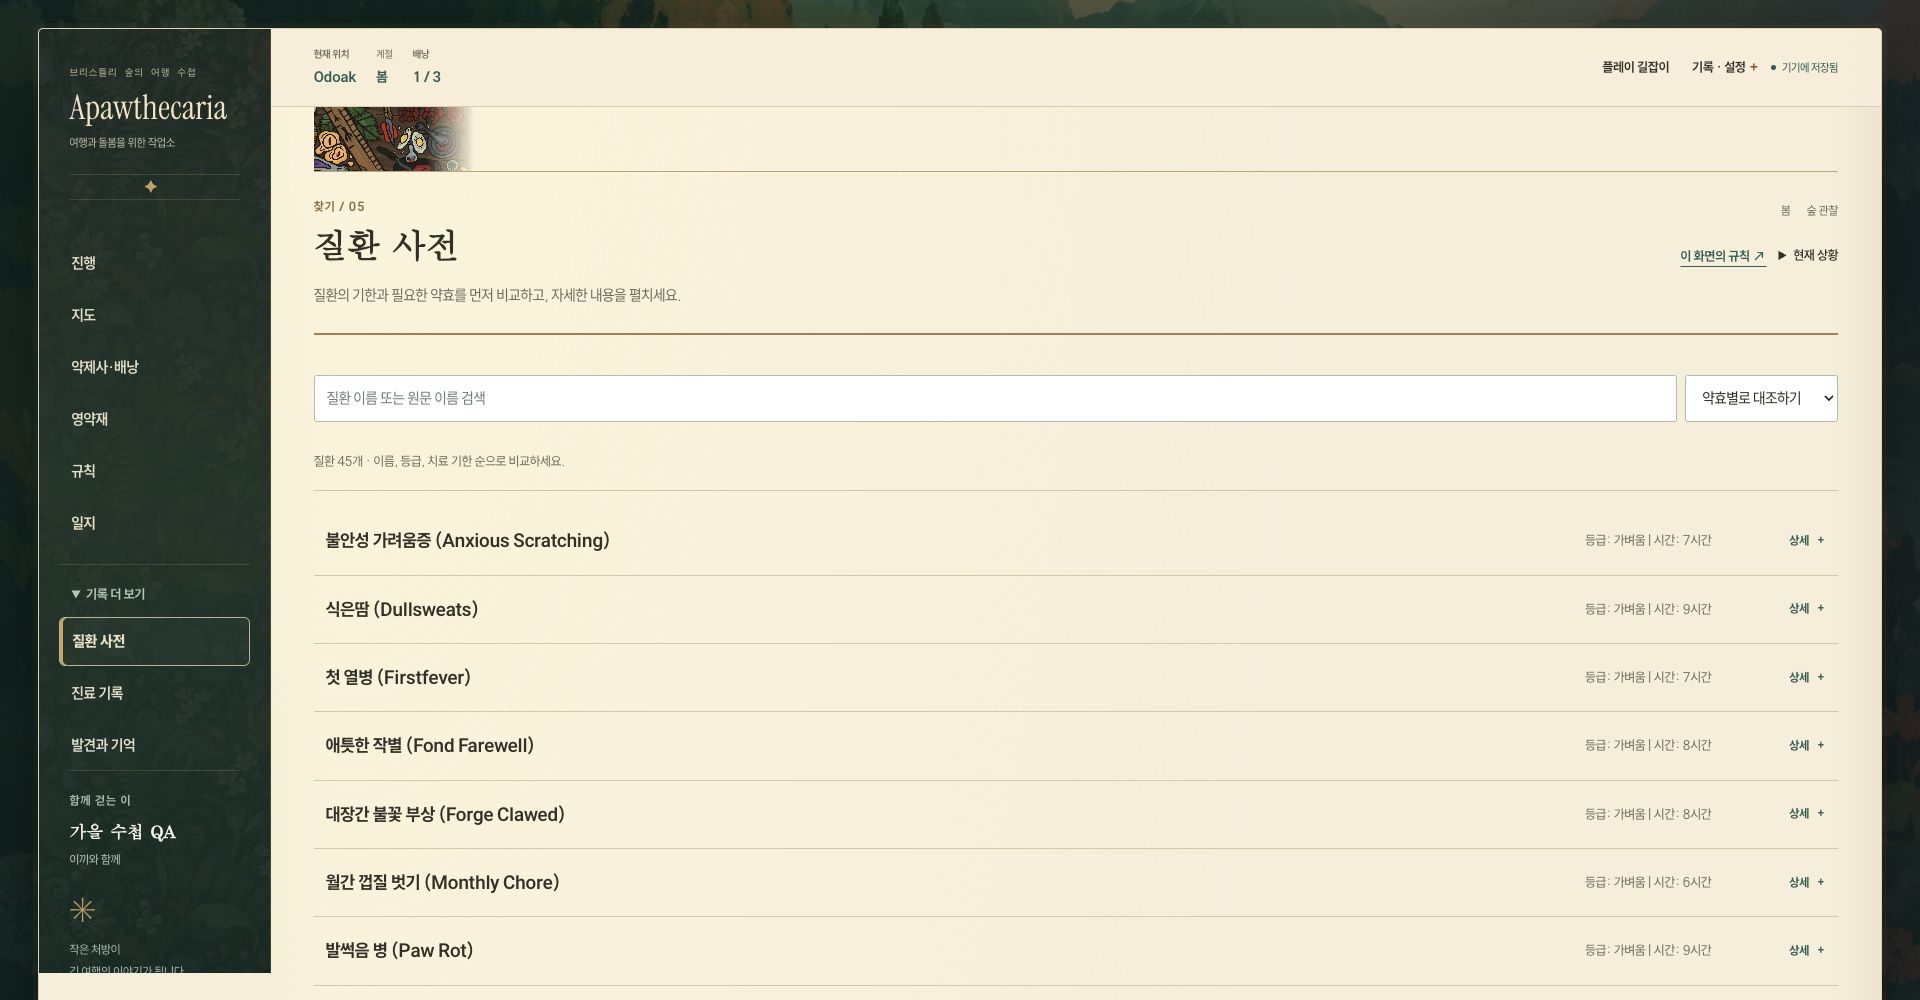 브리스틀리 숲의 여행 수첩
Apawthecaria
여행과 돌봄을 위한 작업소
진행
지도
약제사·배낭
영약재
규칙
일지
▼ 기록 더 보기
질환 사전
진료 기록
발견과 기억
함께 걷는 이
가을 수첩 QA
이끼와 함께
작은 처방이
긴 여행의 이야기가 됩니다
현재 위치 계절 배낭
Odoak 봄 1 / 3
플레이 길잡이 기록 · 설정 + 기기에 저장됨
찾기 / 05
봄 숲 관찰
질환 사전
이 화면의 규칙 ↗ ▶ 현재 상황
질환의 기한과 필요한 약효를 먼저 비교하고, 자세한 내용을 펼치세요.
질환 이름 또는 원문 이름 검색 약효별로 대조하기
질환 45개 · 이름, 등급, 치료 기한 순으로 비교하세요.
불안성 가려움증 (Anxious Scratching) 등급: 가벼움 | 시간: 7시간 상세 +
식은땀 (Dullsweats) 등급: 가벼움 | 시간: 9시간 상세 +
첫 열병 (Firstfever) 등급: 가벼움 | 시간: 7시간 상세 +
애틋한 작별 (Fond Farewell) 등급: 가벼움 | 시간: 8시간 상세 +
대장간 불꽃 부상 (Forge Clawed) 등급: 가벼움 | 시간: 8시간 상세 +
월간 껍질 벗기 (Monthly Chore) 등급: 가벼움 | 시간: 6시간 상세 +
발썩음 병 (Paw Rot) 등급: 가벼움 | 시간: 9시간 상세 +